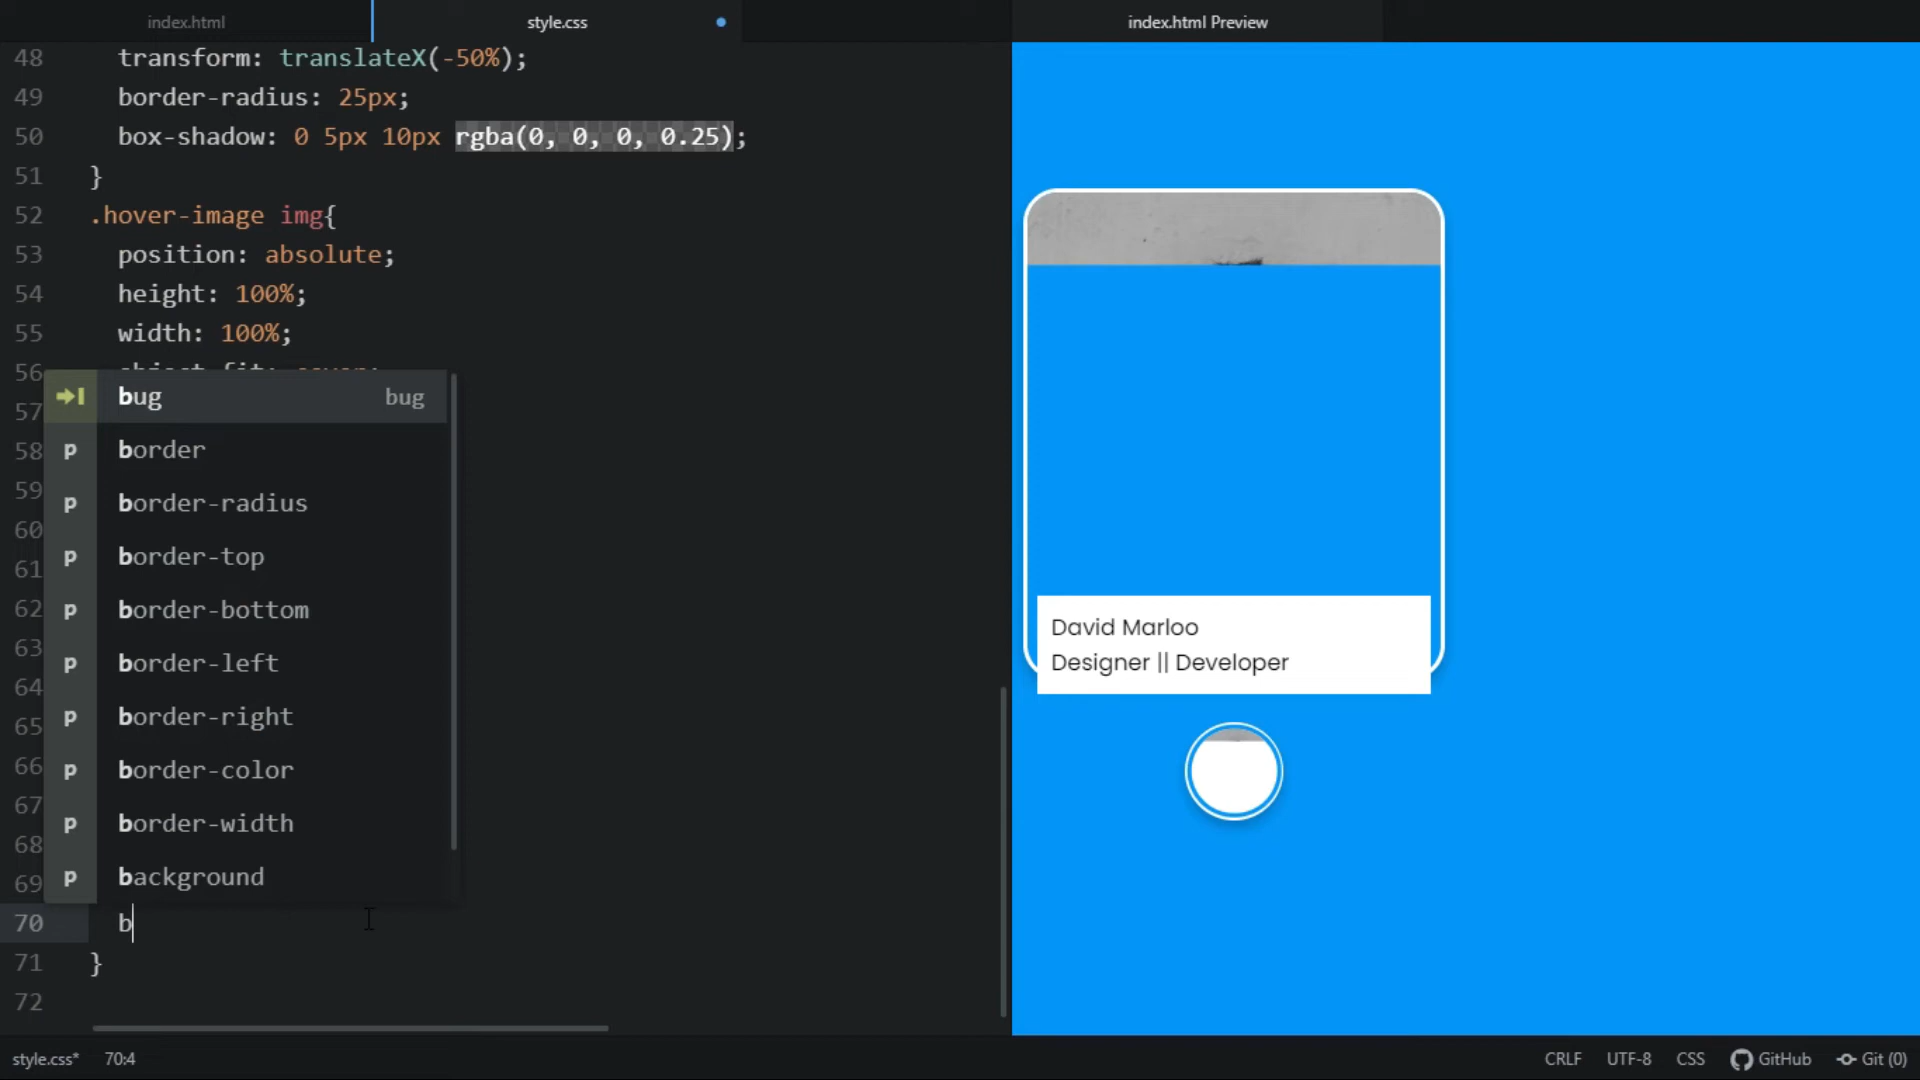 index.html
style.css
index.html Preview
48 transform: translateX(-50%);
49 border-radius: 25px;
50 box-shadow: 0 5px 10px rgba(0, 0, 0, 0.25);
51 }
52 .hover-image img{
53 position: absolute;
54 height: 100%;
55 width: 100%;
56 object-fit: cover;
57
58
59
60
61
62
63
64
65
66
67
68
69
bug bug
p border
p border-radius
p border-top
p border-bottom
p border-left
p border-right
p border-color
p border-width
p background
70 b
71 }
72
David Marloo
Designer || Developer
style.css* 70:4
CRLF UTF-8 CSS GitHub Git (0)